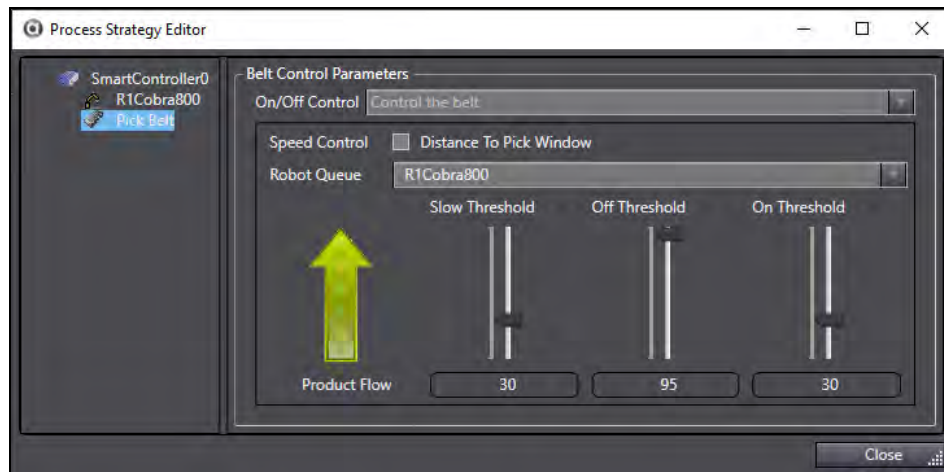 Process Strategy Editor
SmartController0
R1Cobra800
Pick Belt
Belt Control Parameters
On/Off Control Control the belt
Speed Control Distance To Pick Window
Robot Queue R1Cobra800
Slow Threshold Off Threshold On Threshold
Product Flow 30 95 30
Close